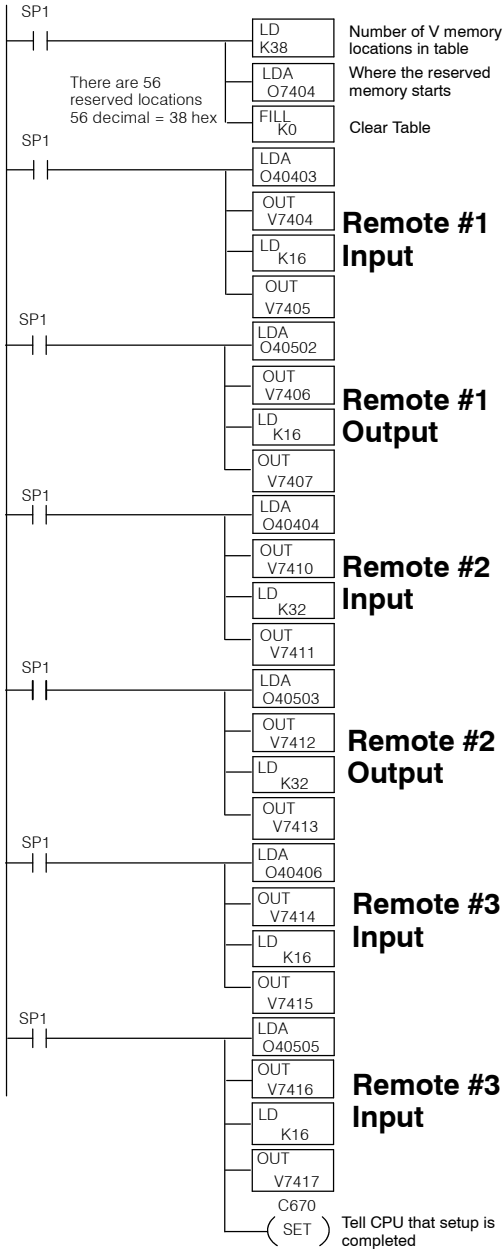 SP1
LD
K38
Number of V memory
locations in table
LDA
O7404
Where the reserved
memory starts
There are 56
reserved locations
56 decimal = 38 hex
FILL
K0
Clear Table
SP1
LDA
O40403
OUT
V7404
LD
K16
OUT
V7405
Remote #1
Input
SP1
LDA
O40502
OUT
V7406
LD
K16
OUT
V7407
Remote #1
Output
SP1
LDA
O40404
OUT
V7410
LD
K32
OUT
V7411
Remote #2
Input
SP1
LDA
O40503
OUT
V7412
LD
K32
OUT
V7413
Remote #2
Output
SP1
LDA
O40406
OUT
V7414
LD
K16
OUT
V7415
Remote #3
Input
SP1
LDA
O40505
OUT
V7416
LD
K16
OUT
V7417
Remote #3
Input
C670
SET
Tell CPU that setup is
completed